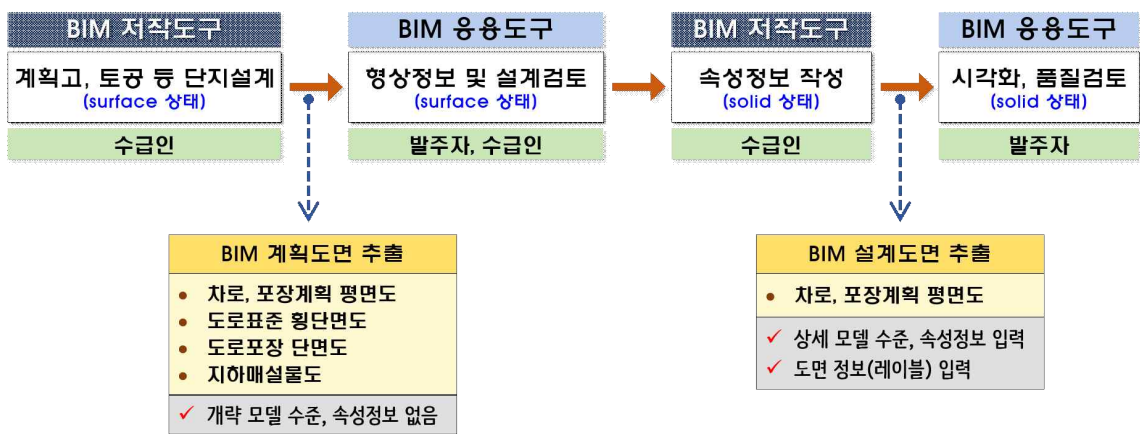 BIM 저작도구
계획고, 토공 등 단지설계
(surface 상태)
수급인
BIM 응용도구
형상정보 및 설계검토
(surface 상태)
발주자, 수급인
BIM 저작도구
속성정보 작성
(solid 상태)
수급인
BIM 응용도구
시각화, 품질검토
(solid 상태)
발주자
BIM 계획도면 추출
• 차로, 포장계획 평면도
• 도로표준 횡단면도
• 도로포장 단면도
• 지하매설물도
✓ 개략 모델 수준, 속성정보 없음
BIM 설계도면 추출
• 차로, 포장계획 평면도
✓ 상세 모델 수준, 속성정보 입력
✓ 도면 정보(레이블) 입력